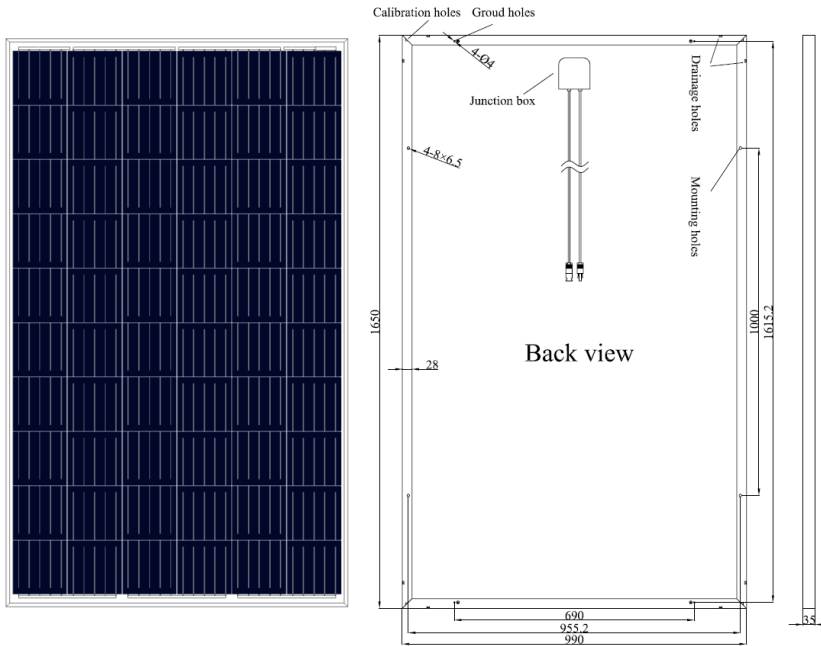 Calibration holes
Groud holes
4-Ø4
Drainage holes
Junction box
4-8×6.5
Mounting holes
1650
1000
1615.2
Back view
28
690
955.2
990
35